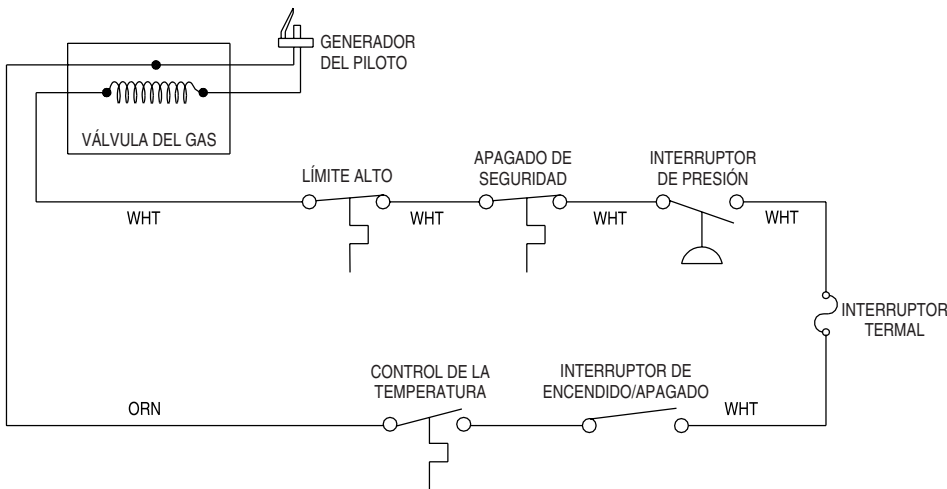 GENERADOR
DEL PILOTO
VÁLVULA DEL GAS
LÍMITE ALTO
APAGADO DE
SEGURIDAD
INTERRUPTOR
DE PRESIÓN
WHT
WHT
WHT
WHT
INTERRUPTOR
TERMAL
CONTROL DE LA
TEMPERATURA
INTERRUPTOR DE
ENCENDIDO/APAGADO
ORN
WHT